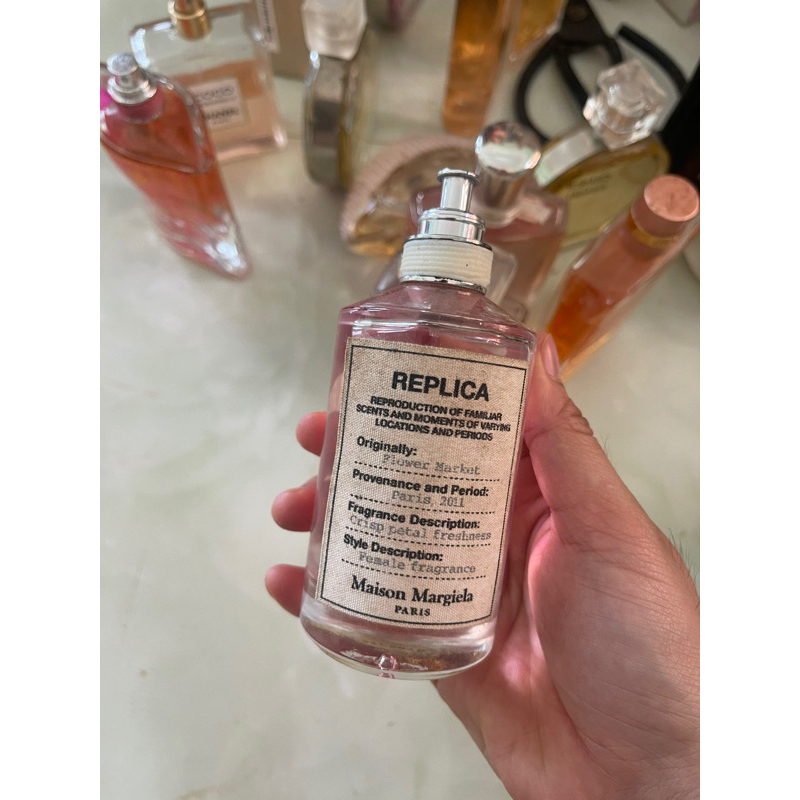 REPLICA
REPRODUCTION OF FAMILIAR
SCENTS AND MOMENTS OF VARYING
LOCATIONS AND PERIODS
Originally:
Flower Market
Provenance and Period:
Paris, 2011
Fragrance Description:
Crisp petal freshness
Style Description:
Female fragrance
Maison Margiela
PARIS